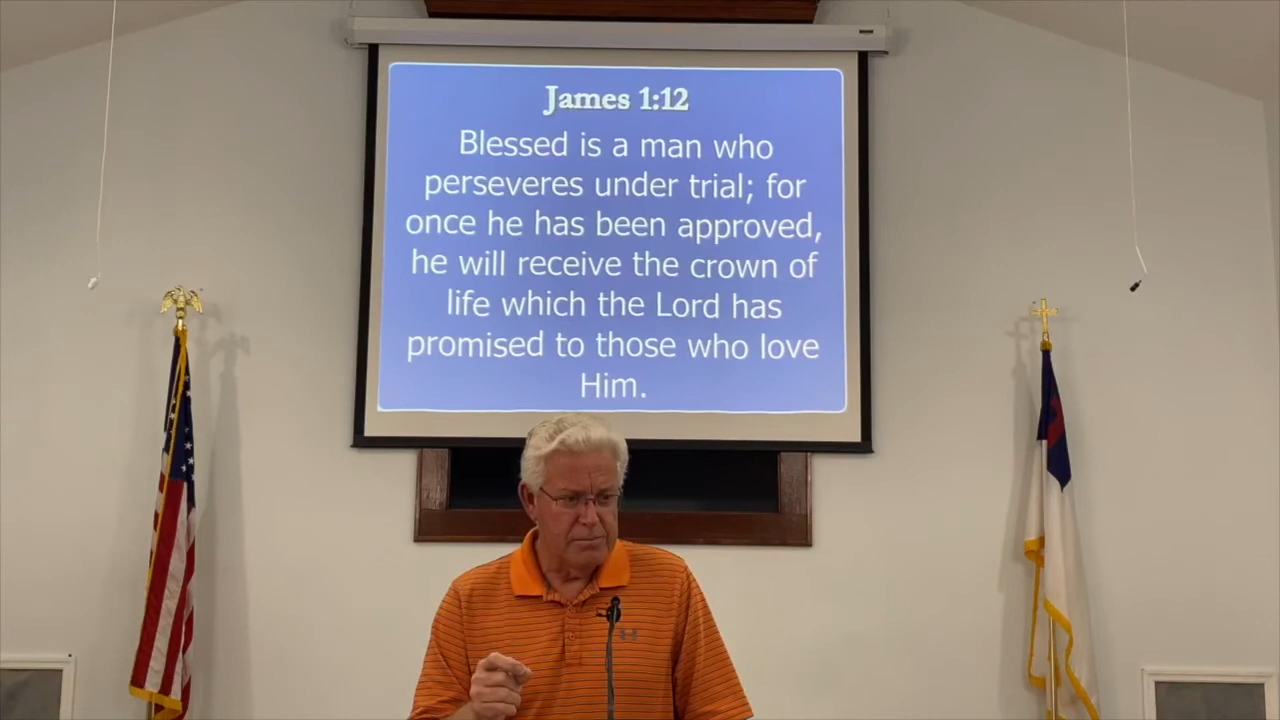 James 1:12
Blessed is a man who
perseveres under trial; for
once he has been approved,
he will receive the crown of
life which the Lord has
promised to those who love
Him.